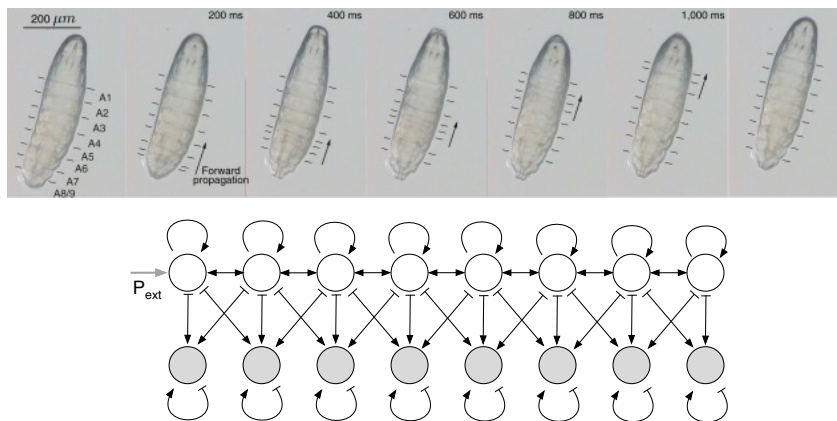 200 μm
200 ms
400 ms
600 ms
800 ms
1,000 ms
A1
A2
A3
A4
A5
A6
A7
A8/9
Forward
propagation
P_ext